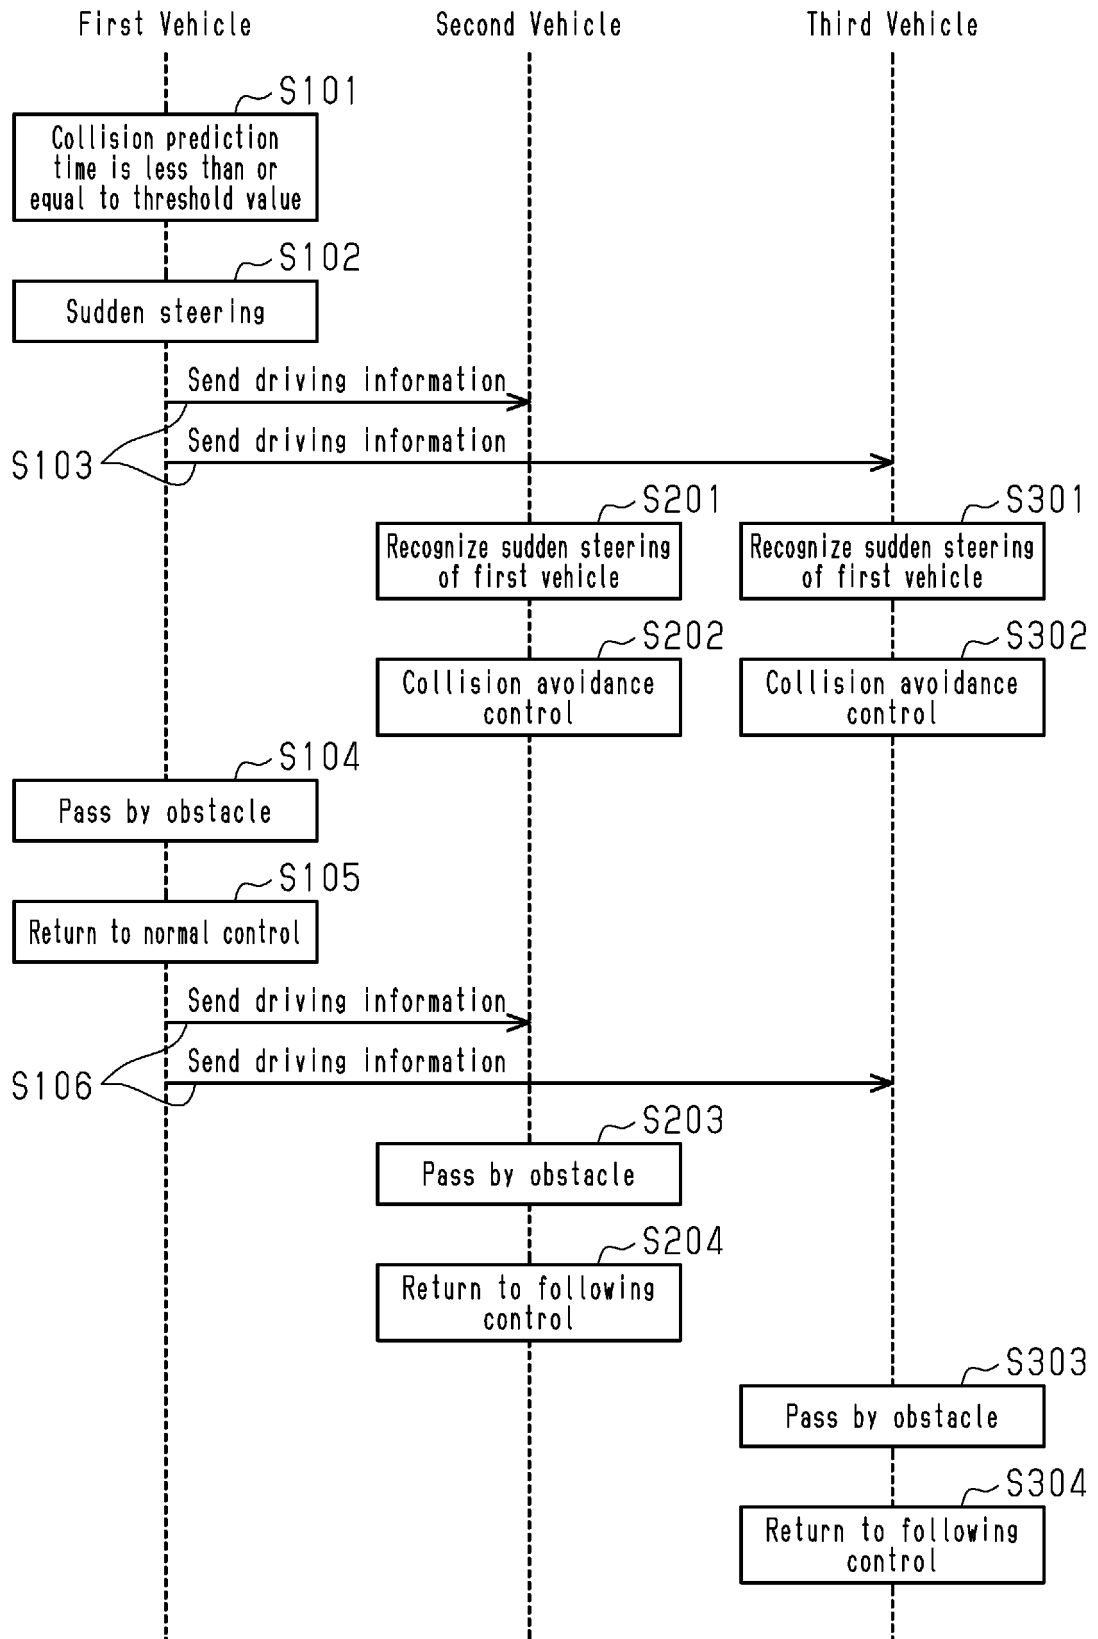 First Vehicle
Second Vehicle
Third Vehicle
S101
Collision prediction
time is less than or
equal to threshold value
S102
Sudden steering
Send driving information
Send driving information
S103
S201
S301
Recognize sudden steering
of first vehicle
Recognize sudden steering
of first vehicle
S202
S302
Collision avoidance
control
Collision avoidance
control
S104
Pass by obstacle
S105
Return to normal control
Send driving information
Send driving information
S106
S203
Pass by obstacle
S204
Return to following
control
S303
Pass by obstacle
S304
Return to following
control